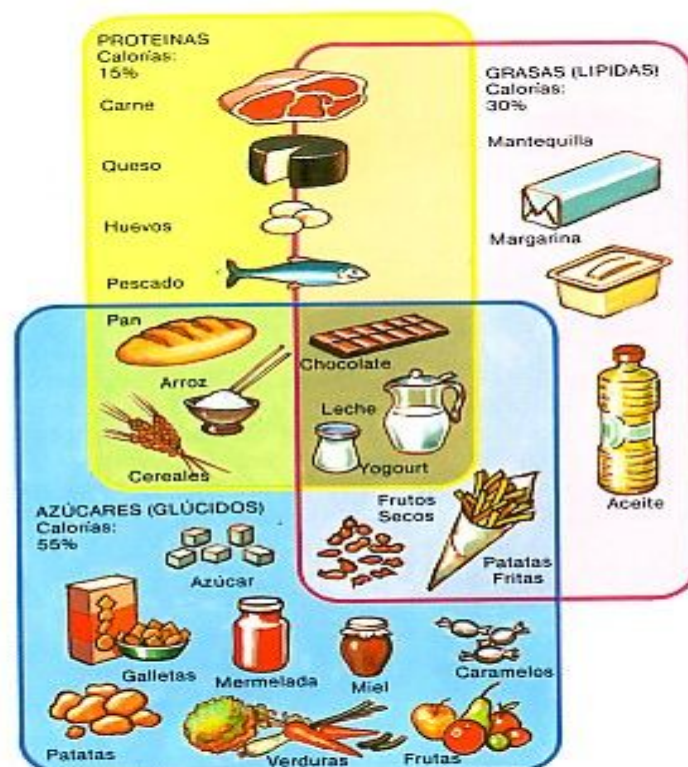 PROTEINAS
Calorías:
15%
Carne
Queso
Huevos
Pescado
GRASAS (LIPIDAS)
Calorías:
30%
Mantequilla
Margarina
Aceite
Pan
Arroz
Cereales
Chocolate
Leche
Yogourt
Frutos
Secos
Patatas
Fritas
AZÚCARES (GLÚCIDOS)
Calorías:
55%
Azúcar
Galletas
Mermelada
Miel
Caramelos
Patatas
Verduras
Frutas